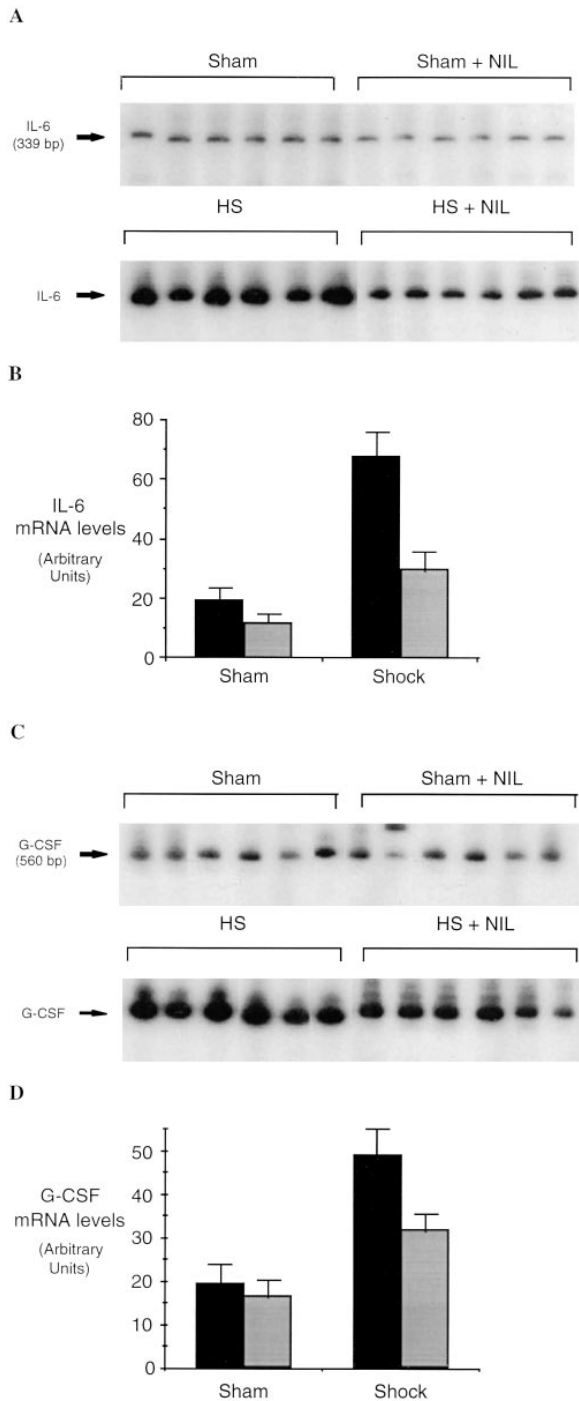 A
Sham Sham + NIL
IL-6
(339 bp)
HS HS + NIL
IL-6
B
80
60
40
20
0
IL-6
mRNA levels
(Arbitrary
Units)
Sham Shock
C
Sham Sham + NIL
G-CSF
(560 bp)
HS HS + NIL
G-CSF
D
50
40
30
20
10
0
G-CSF
mRNA levels
(Arbitrary
Units)
Sham Shock